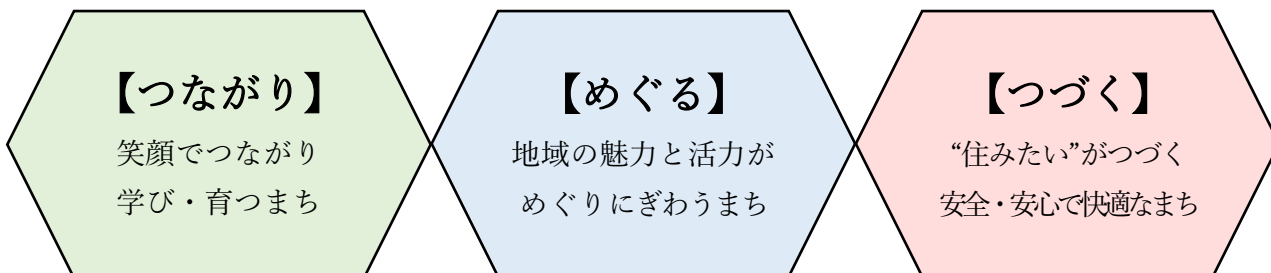 【つながり】
笑顔でつながり
学び・育つまち
【めぐる】
地域の魅力と活力が
めぐりにぎわうまち
【つづく】
“住みたい”がつづく
安全・安心で快適なまち